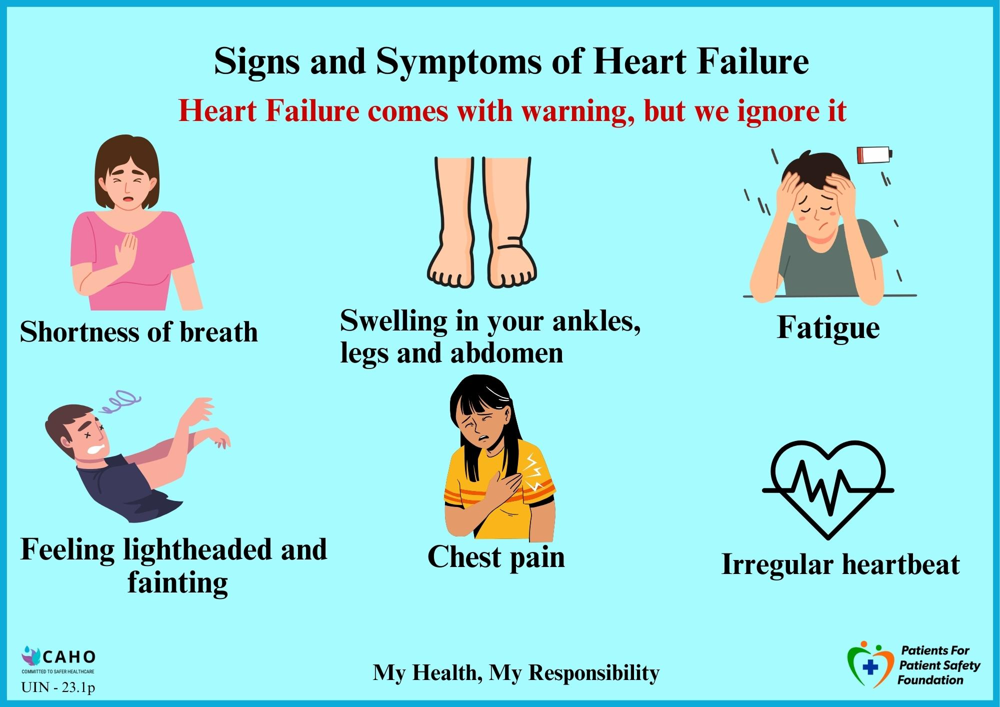 Signs and Symptoms of Heart Failure
Heart Failure comes with warning, but we ignore it
Shortness of breath
Swelling in your ankles,
legs and abdomen
Fatigue
Feeling lightheaded and
fainting
Chest pain
Irregular heartbeat
CAHO
COMMITTED TO SAFER HEALTHCARE
UIN - 23.1p
My Health, My Responsibility
Patients For
Patient Safety
Foundation